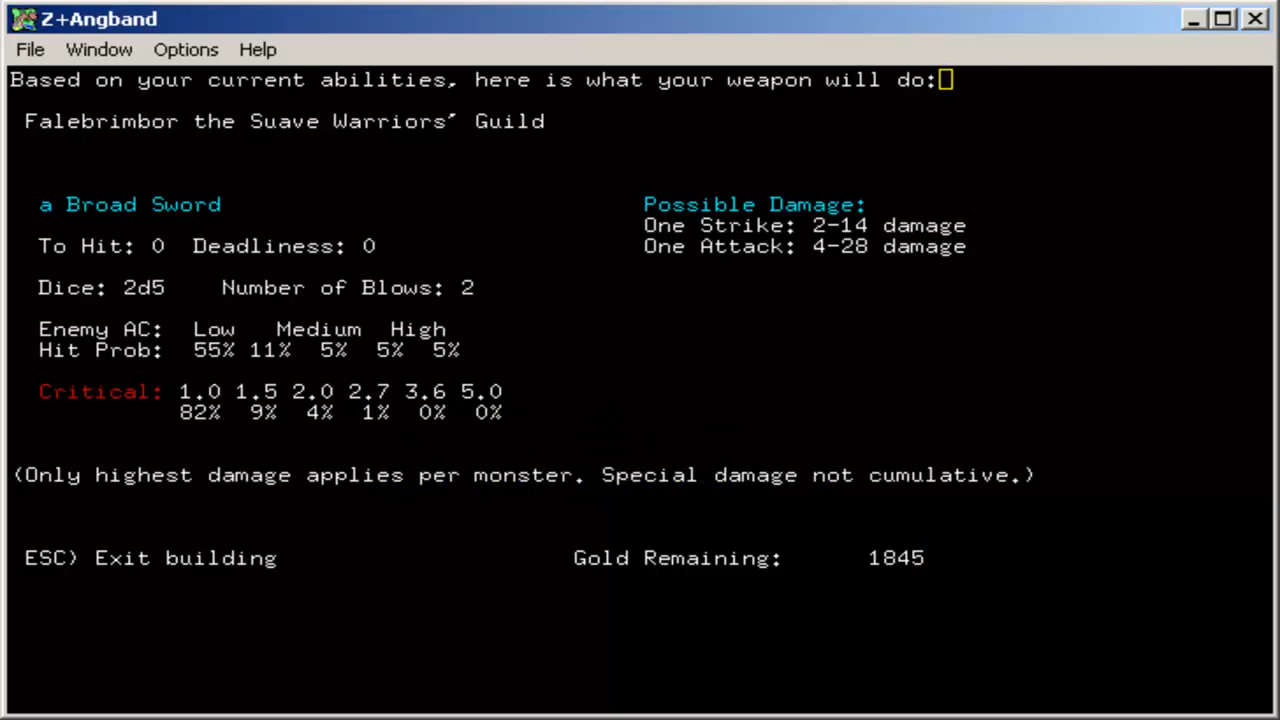 Z+Angband
File Window Options Help
Based on your current abilities, here is what your weapon will do:
Falebrimbor the Suave Warriors' Guild
a Broad Sword Possible Damage:
One Strike: 2-14 damage
To Hit: 0 Deadliness: 0 One Attack: 4-28 damage
Dice: 2d5 Number of Blows: 2
Enemy AC: Low Medium High
Hit Prob: 55% 11% 5% 5% 5%
Critical: 1.0 1.5 2.0 2.7 3.6 5.0
82% 9% 4% 1% 0% 0%
(Only highest damage applies per monster. Special damage not cumulative.)
ESC) Exit building Gold Remaining: 1845